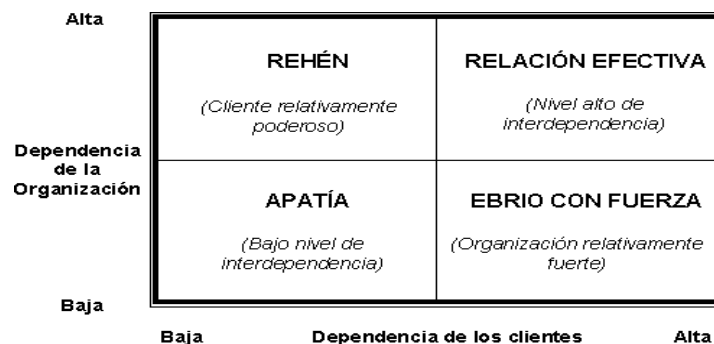 Alta
REHÉN
RELACIÓN EFECTIVA
(Cliente relativamente
poderoso)
(Nivel alto de
interdependencia)
Dependencia
de la
Organización
APATÍA
EBRIO CON FUERZA
(Bajo nivel de
interdependencia)
(Organización relativamente
fuerte)
Baja
Baja
Dependencia de los clientes
Alta